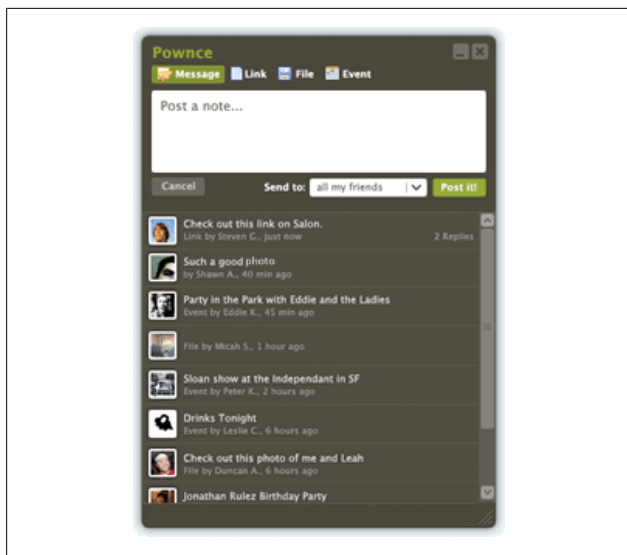 Pownce
Message Link File Event
Post a note...
Cancel Send to: all my friends Post it!
Check out this link on Salon.
Link by Steven G., just now 2 Replies
Such a good photo
by Shawn A., 40 min ago
Party in the Park with Eddie and the Ladies
Event by Eddie K., 45 min ago
File by Micah S., 1 hour ago
Sloan show at the Independant in SF
Event by Peter K., 2 hours ago
Drinks Tonight
Event by Leslie C., 6 hours ago
Check out this photo of me and Leah
File by Duncan A., 6 hours ago
Jonathan Rulez Birthday Party